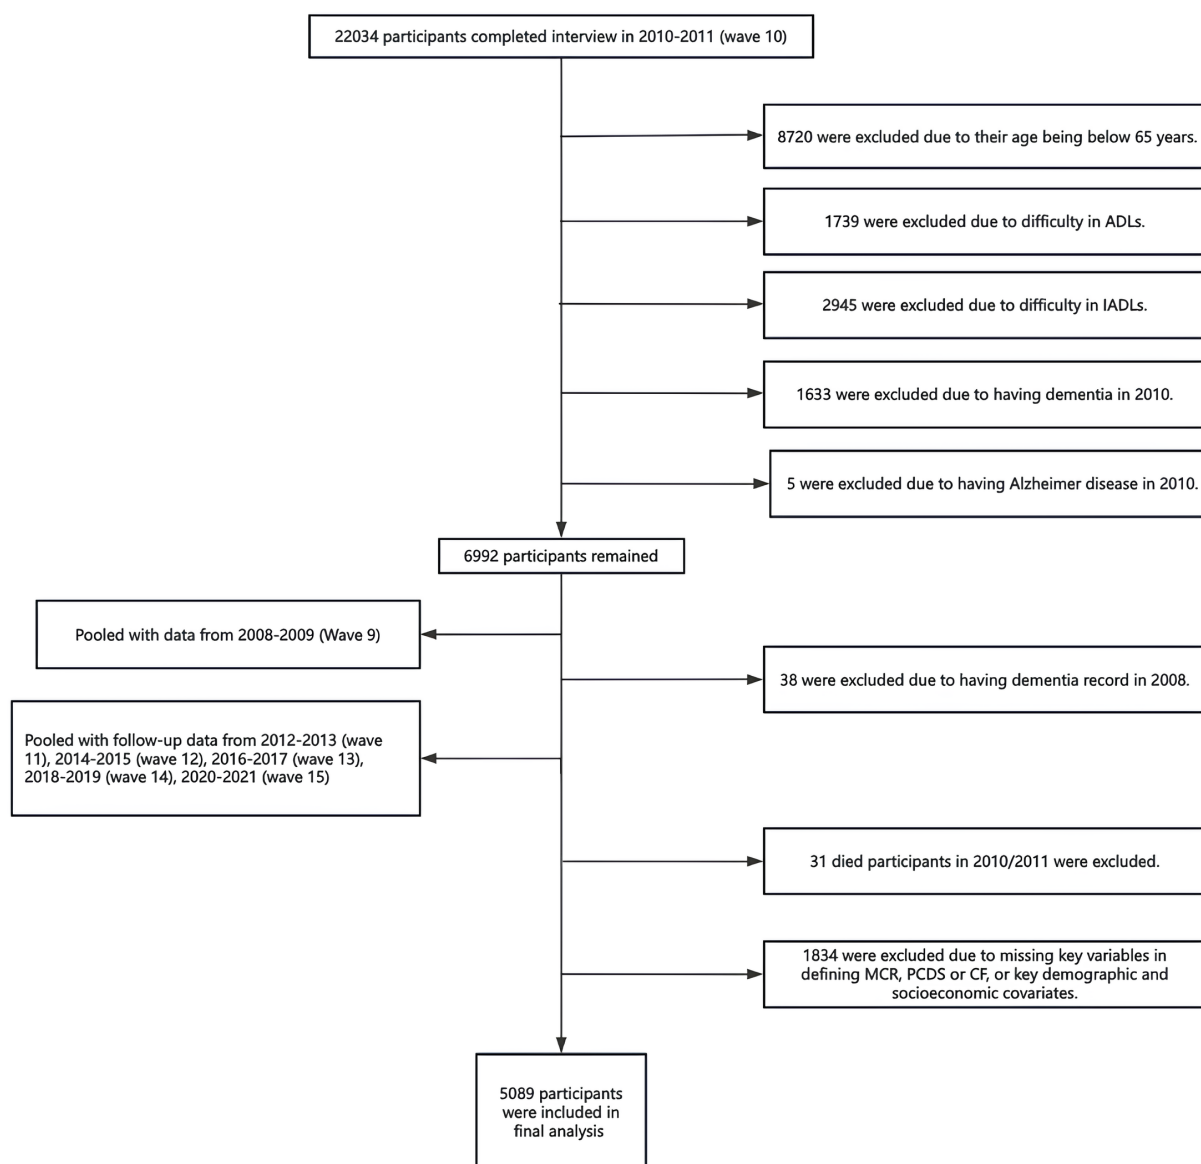 22034 participants completed interview in 2010-2011 (wave 10)
8720 were excluded due to their age being below 65 years.
1739 were excluded due to difficulty in ADLs.
2945 were excluded due to difficulty in IADLs.
1633 were excluded due to having dementia in 2010.
5 were excluded due to having Alzheimer disease in 2010.
6992 participants remained
Pooled with data from 2008-2009 (Wave 9)
38 were excluded due to having dementia record in 2008.
Pooled with follow-up data from 2012-2013 (wave
11), 2014-2015 (wave 12), 2016-2017 (wave 13),
2018-2019 (wave 14), 2020-2021 (wave 15)
31 died participants in 2010/2011 were excluded.
1834 were excluded due to missing key variables in
defining MCR, PCDS or CF, or key demographic and
socioeconomic covariates.
5089 participants
were included in
final analysis